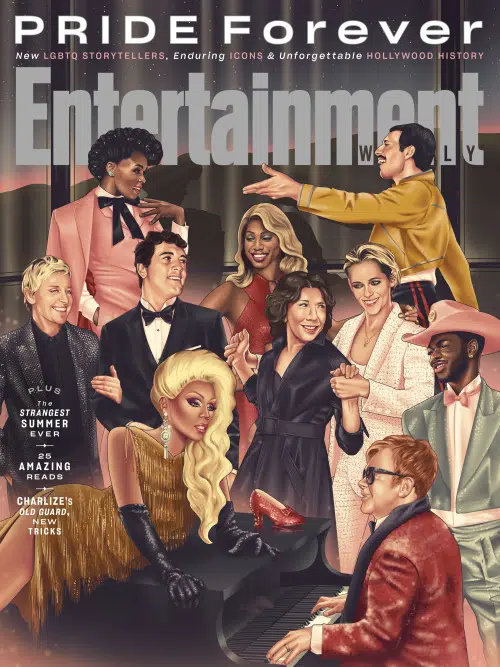 PRIDE Forever
New LGBTQ STORYTELLERS, Enduring ICONS & Unforgettable HOLLYWOOD HISTORY
Entertainment
WEEKLY
PLUS
The
STRANGEST
SUMMER
EVER
25
AMAZING
READS
CHARLIZE's
OLD GUARD,
NEW
TRICKS